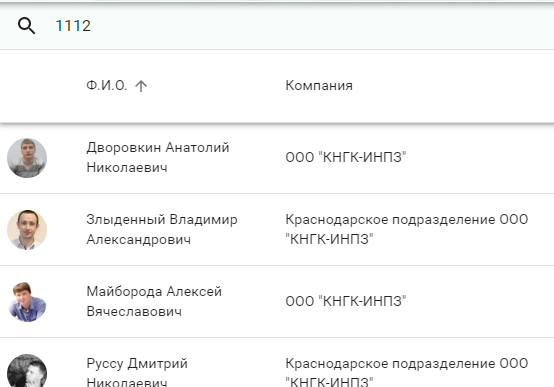 1112
Ф.И.О. Компания
Дворовкин Анатолий
Николаевич
ООО "КНГК-ИНПЗ"
Злыденный Владимир
Александрович
Краснодарское подразделение ООО
"КНГК-ИНПЗ"
Майборода Алексей
Вячеславович
ООО "КНГК-ИНПЗ"
Руссу Дмитрий
Николаевич
Краснодарское подразделение ООО
"КНГК-ИНПЗ"